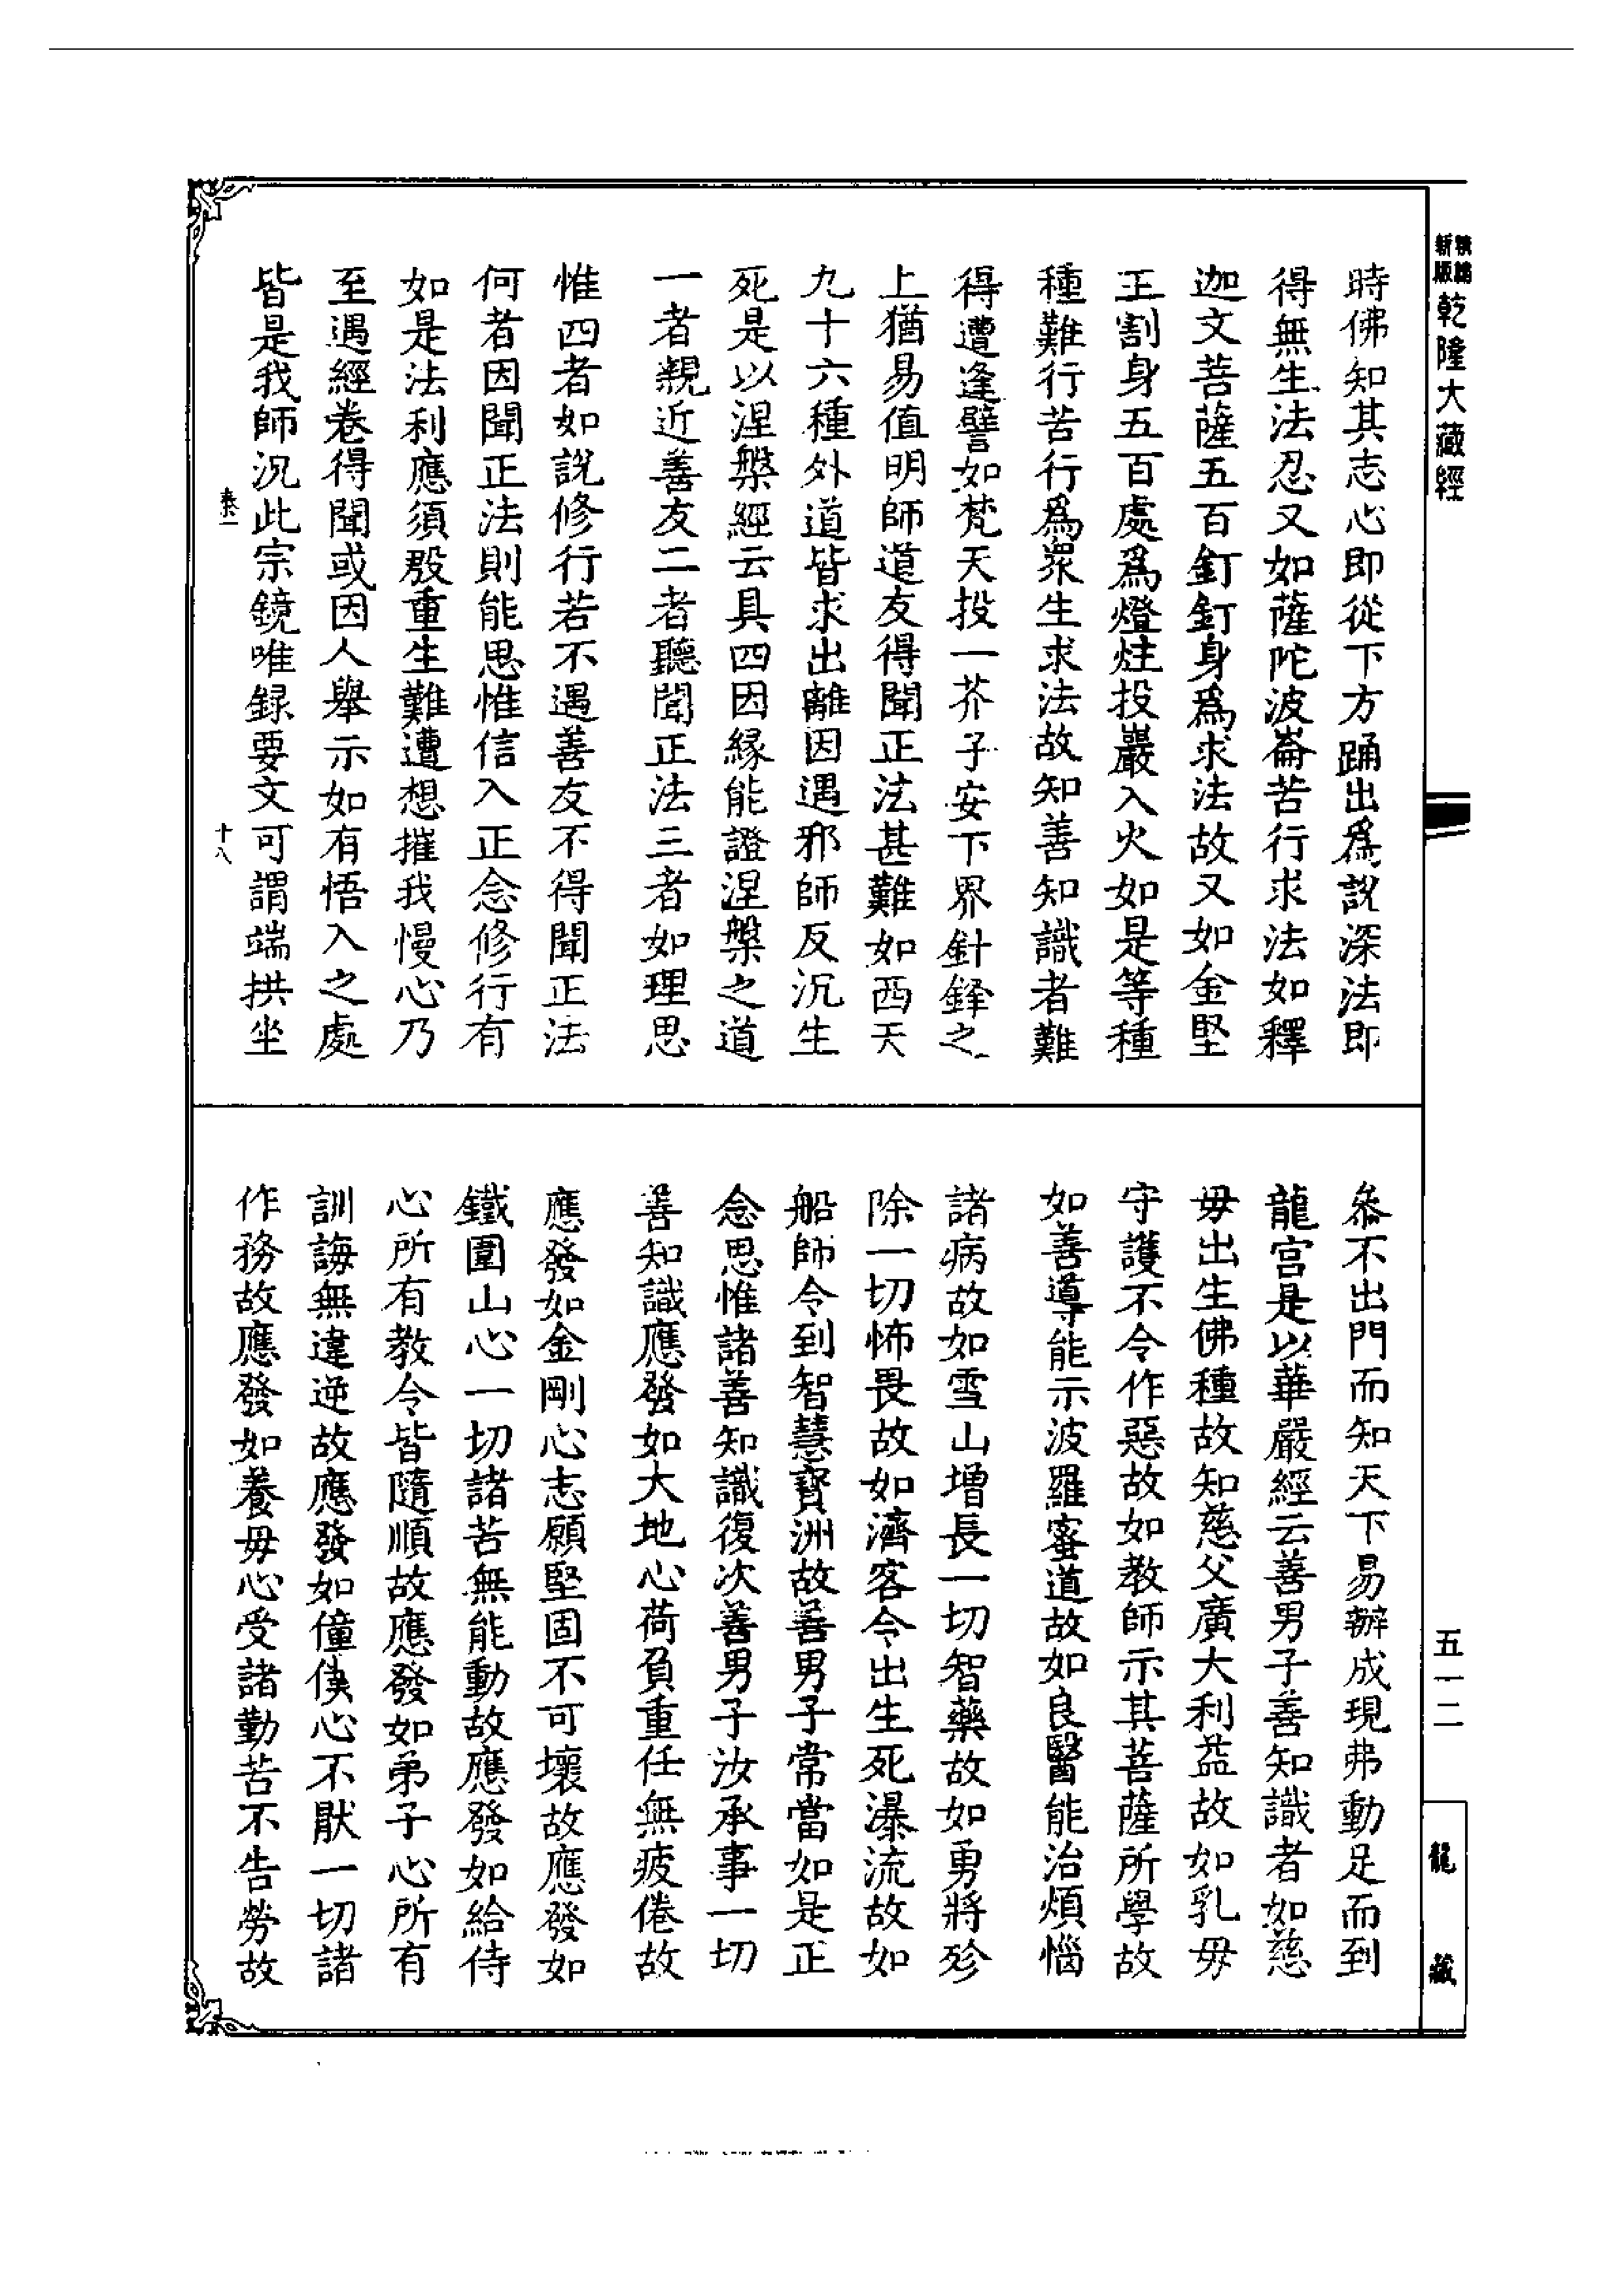 乾隆大藏經
時佛知其志心即從下方踊出爲說深法即
得無生法忍又如薩陀波崙苦行求法如釋
迦文菩薩五百釘釘身爲求法故又如金堅
王割身五百處爲燈炷投巖入火如是等種
種難行苦行爲眾生求法故知善知識者難
得遭逢譬如梵天投一芥子安下界針鋒之
上猶易值明師道友得聞正法甚難如西天
九十六種外道皆求出離因遇邪師反沉生
死是以涅槃經云具四因緣能證涅槃之道
一者親近善友二者聽聞正法三者如理思
惟四者如說修行若不遇善友不得聞正法
何者因聞正法則能思惟信入正念修行有
如是法利應須殷重生難遭想摧我慢心乃
至遇經卷得聞或因人舉示如有悟入之處
皆是我師況此宗鏡唯録要文可謂端拱坐
十八
叅不出門而知天下易辦成現弗動足而到
龍宮是以華嚴經云善男子善知識者如慈
毋出生佛種故知慈父廣大利益故如乳毋
守護不令作惡故如教師示其菩薩所學故
如善導能示波羅蜜道故如良醫能治煩惱
諸病故如雪山增長一切智藥故如勇將殄
除一切怖畏故如濟客令出生死瀑流故如
船師令到智慧寶洲故善男子常當如是正
念思惟諸善知識復次善男子汝承事一切
善知識應發如大地心荷負重任無疲倦故
應發如金剛心志願堅固不可壞故應發如
鐵圍山心一切諸苦無能動故應發如給侍
心所有教令皆隨順故應發如弟子心所有
訓誨無違逆故應發如僮僕心不厭一切諸
作務故應發如養毋心受諸勤苦不告勞故
五一二
龍藏